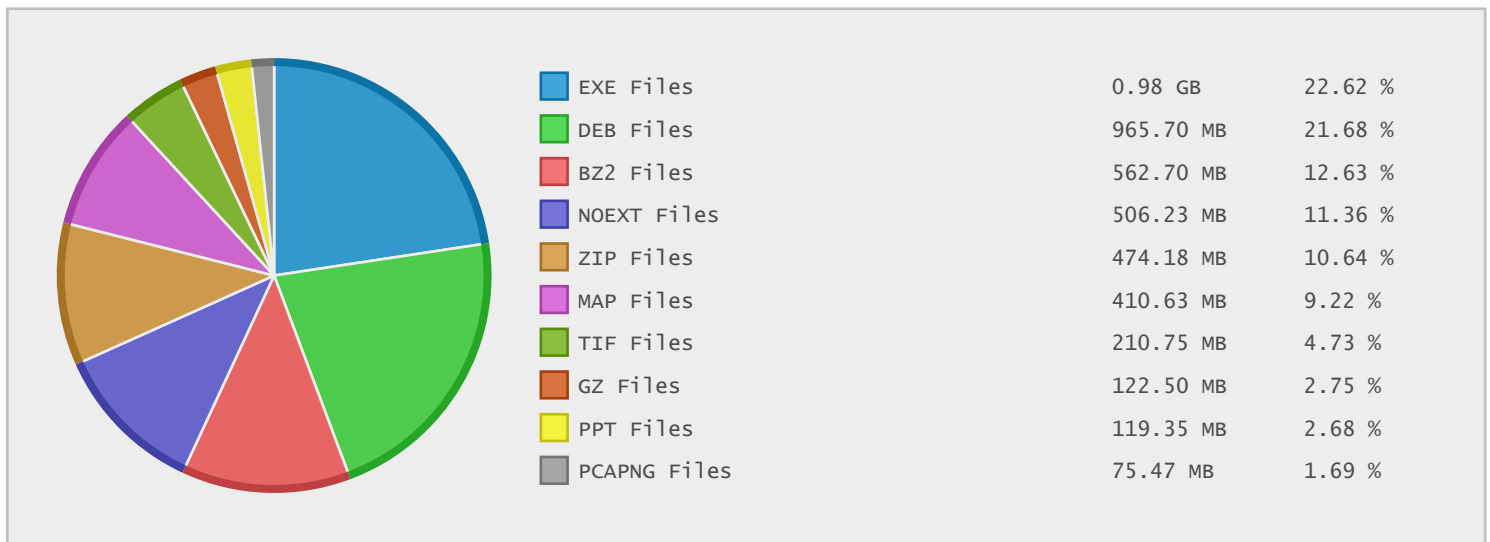 EXE Files 0.98 GB 22.62 %
DEB Files 965.70 MB 21.68 %
BZ2 Files 562.70 MB 12.63 %
NOEXT Files 506.23 MB 11.36 %
ZIP Files 474.18 MB 10.64 %
MAP Files 410.63 MB 9.22 %
TIF Files 210.75 MB 4.73 %
GZ Files 122.50 MB 2.75 %
PPT Files 119.35 MB 2.68 %
PCAPNG Files 75.47 MB 1.69 %